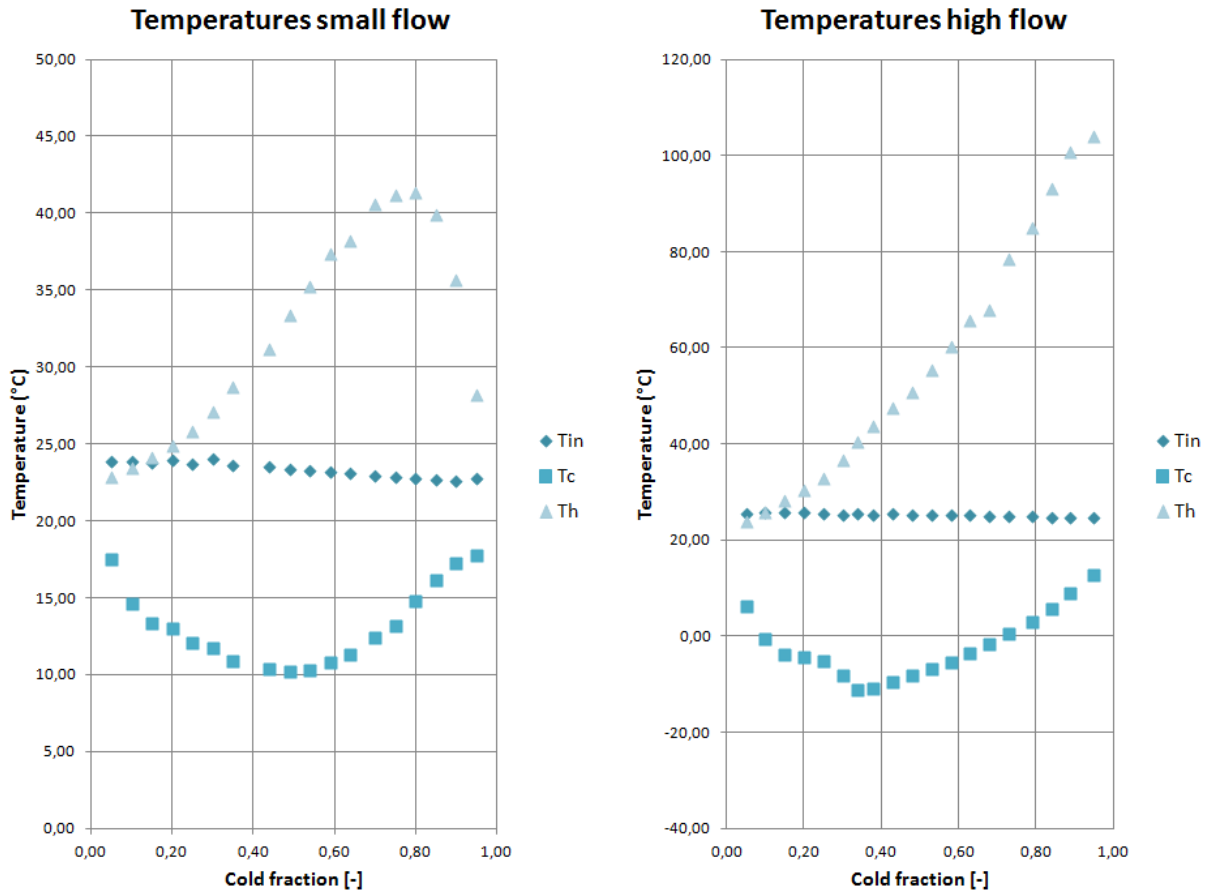 Temperatures small flow
50,00
45,00
40,00
35,00
30,00
25,00
20,00
15,00
10,00
5,00
0,00
Temperature (°C)
0,00 0,20 0,40 0,60 0,80 1,00
Cold fraction [-]
Tin
Tc
Th
Temperatures high flow
120,00
100,00
80,00
60,00
40,00
20,00
0,00
-20,00
-40,00
Temperature (°C)
0,00 0,20 0,40 0,60 0,80 1,00
Cold fraction [-]
Tin
Tc
Th